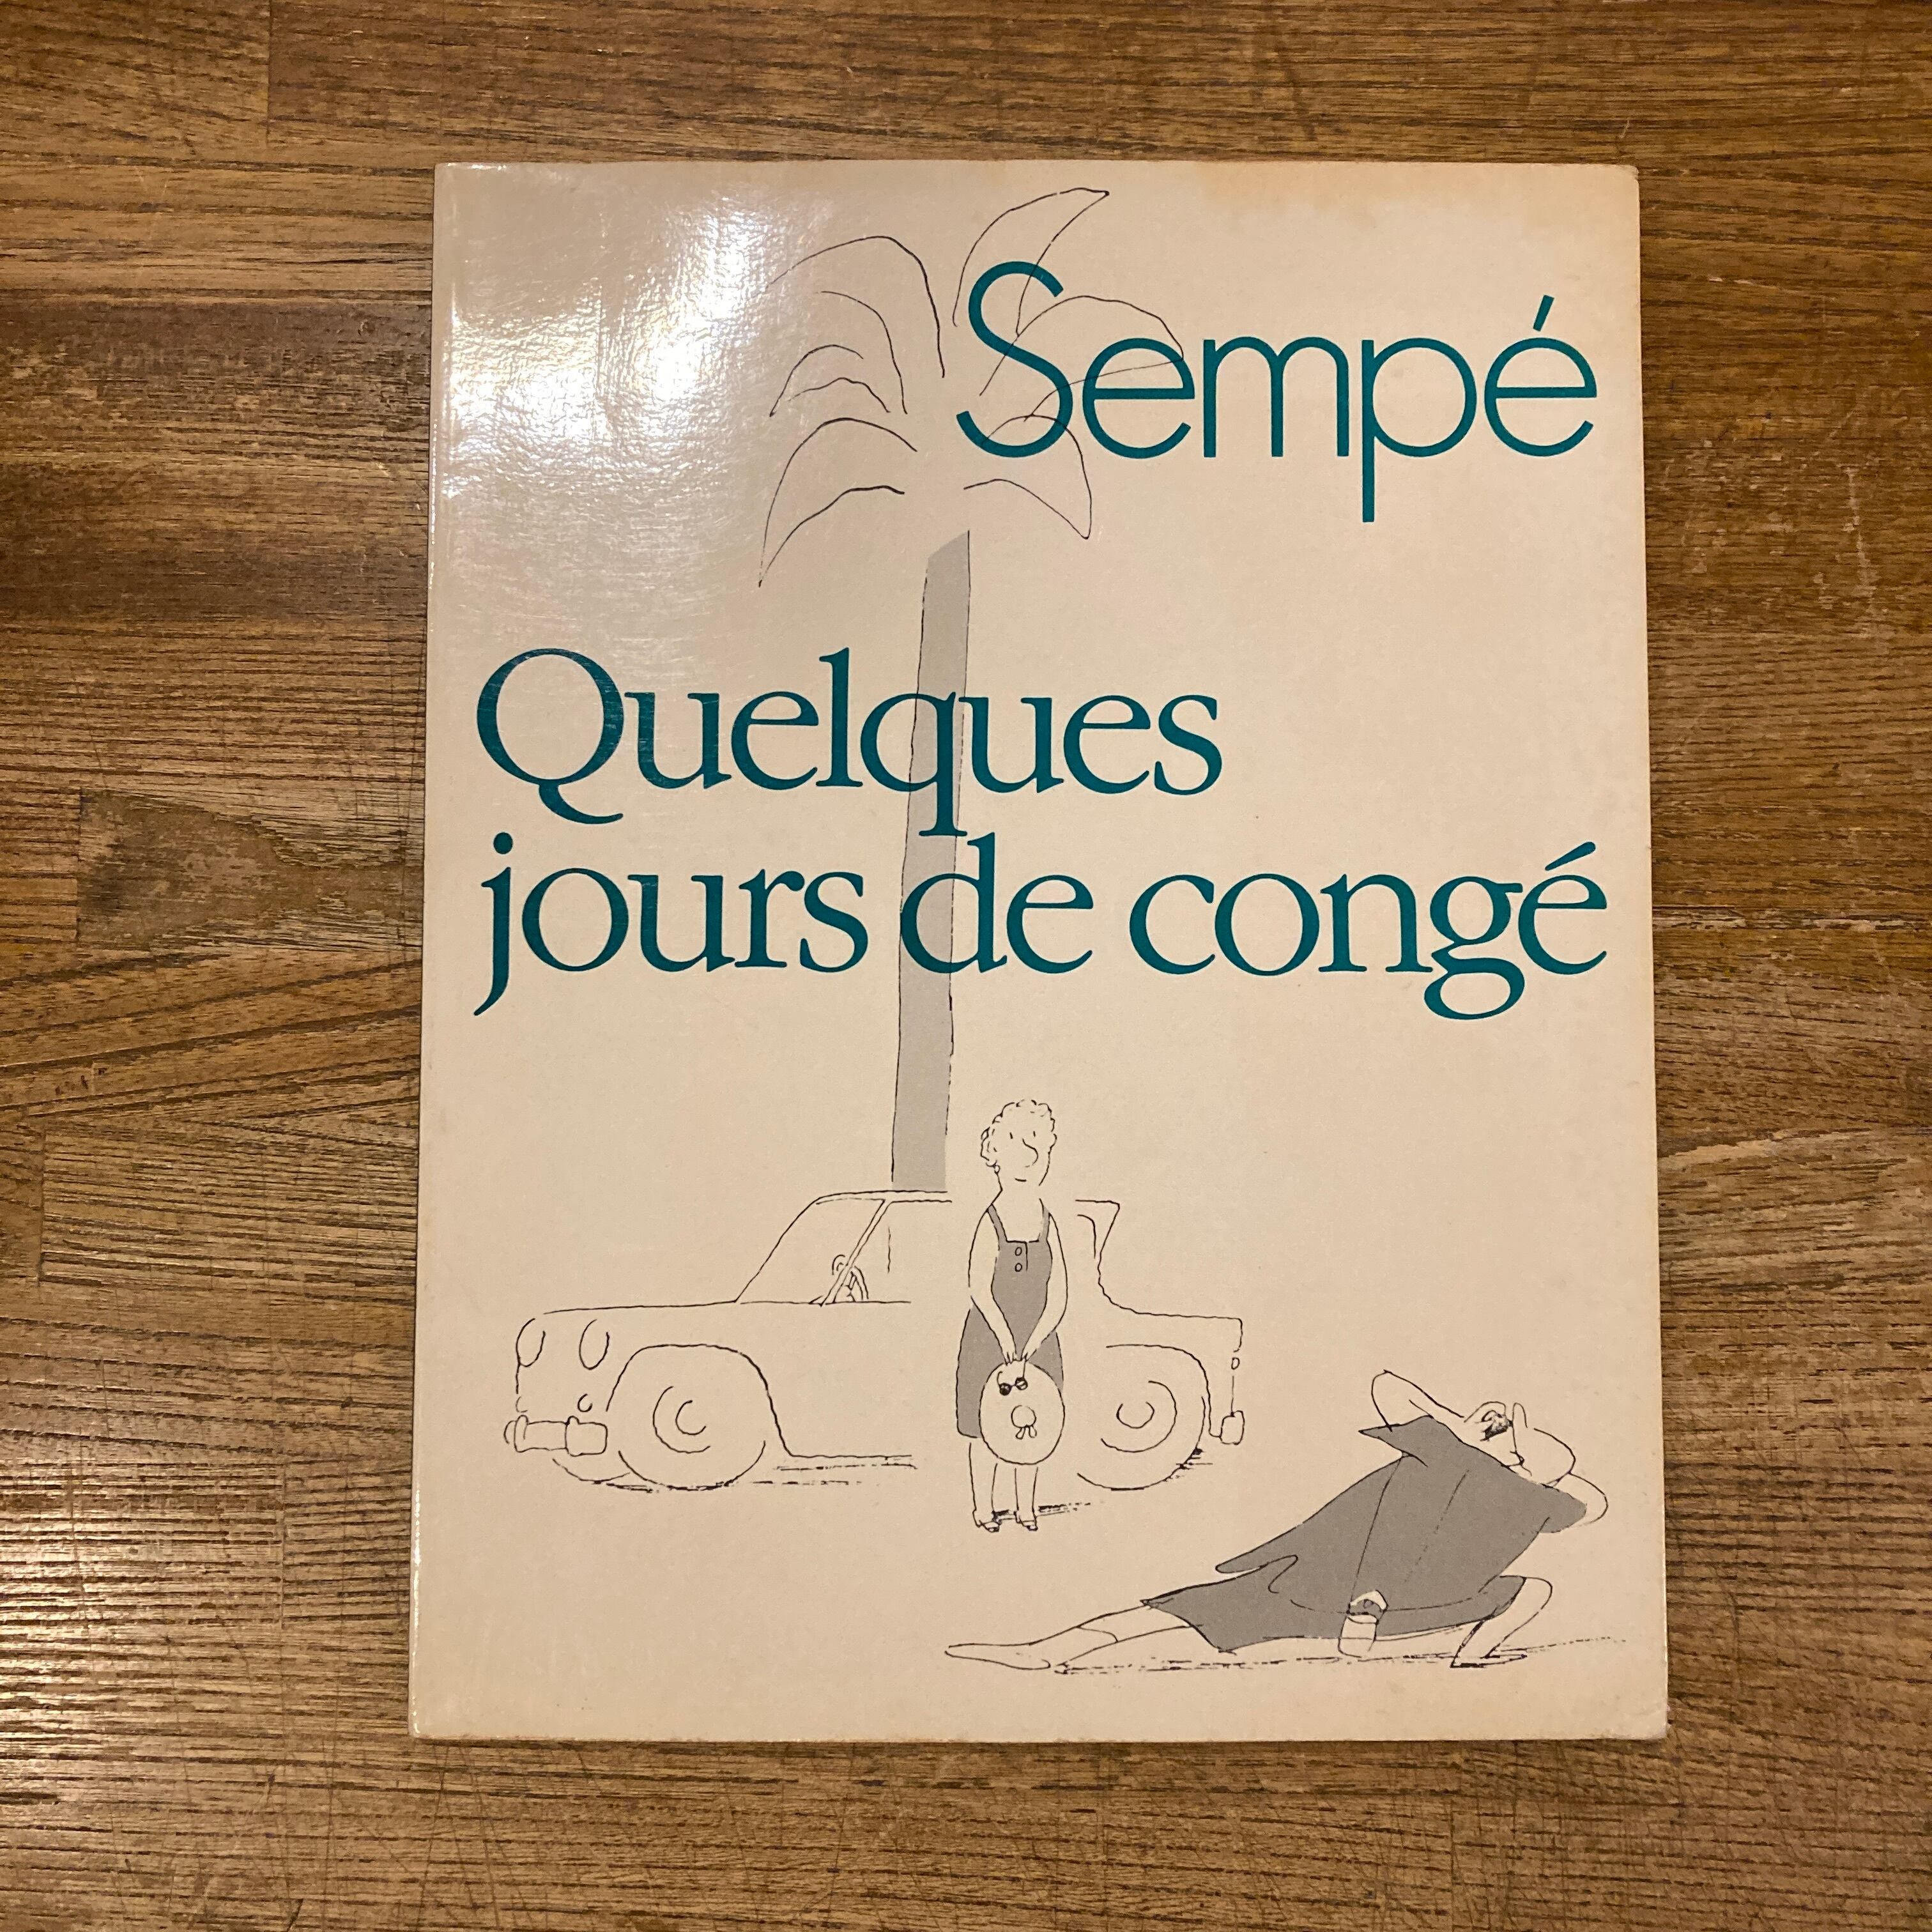 Sempé
Quelques
jours de congé